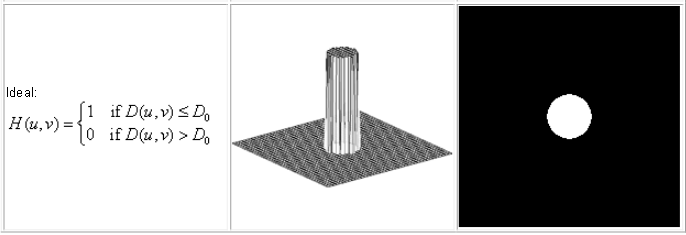 Ideal:
H(u,v) = { 1 if D(u,v) ≤ D₀
0 if D(u,v) > D₀